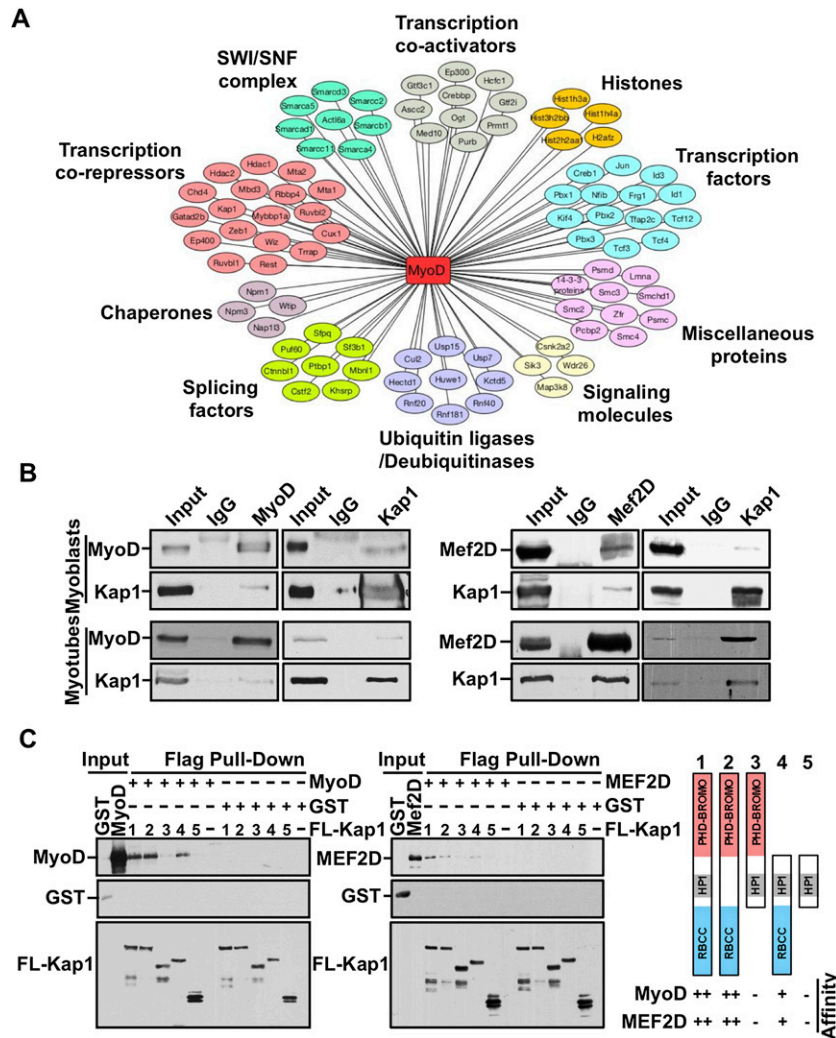 A
Transcription
co-activators
SWI/SNF
complex
Histones
Transcription
co-repressors
Transcription
factors
Chaperones
Miscellaneous
proteins
Splicing
factors
Signaling
molecules
Ubiquitin ligases
/Deubiquitinases
MyoD
Smarcd3
Smarca5
Smarcc2
Actl6a
Smarcad1
Smarcb1
Smarcc11
Smarca4
Ep300
Gtf3c1
Hcfc1
Crebbp
Ascc2
Gtf2i
Ogt
Med10
Prmt1
Purb
Hist1h3a
Hist3h2bb
Hist1h4a
Hist2h2aa1
H2afz
Hdac1
Hdac2
Mta2
Chd4
Mbd3
Rbbp4
Mta1
Kap1
Gatad2b
Mybbp1a
Ruvbl2
Zeb1
Cux1
Ep400
Wiz
Trrap
Ruvbl1
Rest
Jun
Creb1
Id3
Pbx1
Nfib
Frg1
Id1
Kif4
Pbx2
Tfap2c
Tcf12
Pbx3
Tcf3
Tcf4
Npm1
Npm3
Wtip
Nap1l3
Psmd
Lmna
14-3-3
proteins
Smc3
Smchd1
Smc2
Zfr
Psmc
Pcbp2
Smc4
Sfpq
Puf60
Sf3b1
Ctnnbl1
Ptbp1
Mbnl1
Cstf2
Khsrp
Usp15
Cul2
Usp7
Hectd1
Huwe1
Kctd5
Rnf20
Rnf40
Rnf181
Csnk2a2
Sik3
Wdr26
Map3k8
B
Input IgG MyoD Input IgG Kap1
Input IgG Mef2D Input IgG Kap1
Myoblasts
MyoD
Kap1
Myotubes
MyoD
Kap1
Mef2D
Kap1
Mef2D
Kap1
C
Input Flag Pull-Down
+ + + + + + - - - - - - MyoD
- - - - - - + + + + + + GST
GST
MyoD
1 2 3 4 5 - 1 2 3 4 5 - FL-Kap1
MyoD
GST
FL-Kap1
Input Flag Pull-Down
+ + + + + + - - - - - - MEF2D
- - - - - - + + + + + + GST
GST
Mef2D
1 2 3 4 5 - 1 2 3 4 5 - FL-Kap1
MEF2D
GST
FL-Kap1
1 2 3 4 5
PHD-BROMO PHD-BROMO PHD-BROMO
HP1 HP1 HP1 HP1
RBCC RBCC RBCC
MyoD ++ ++ - + -
MEF2D ++ ++ - + -
Affinity